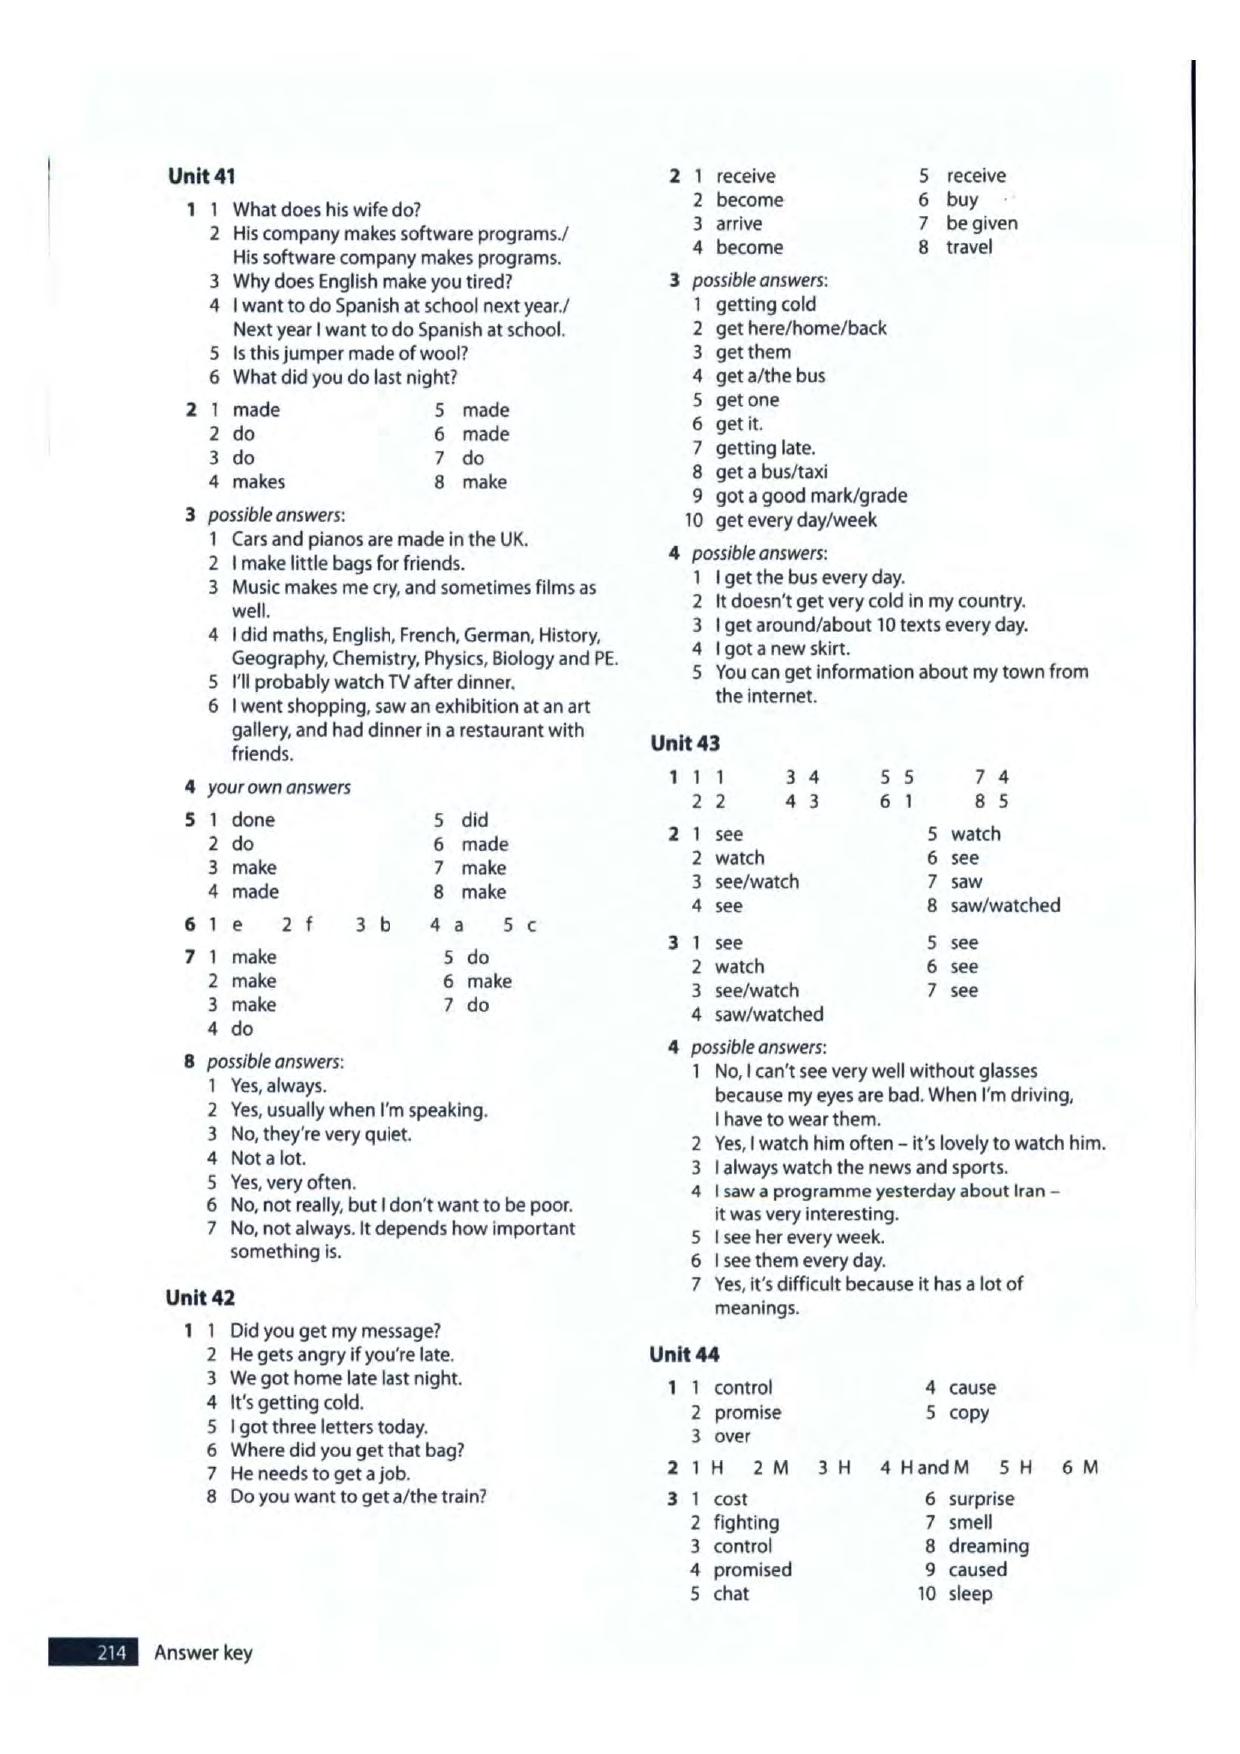 Unit 41
1 1 What does his wife do?
2 His company makes software programs./
His software company makes programs.
3 Why does English make you tired?
4 I want to do Spanish at school next year./
Next year I want to do Spanish at school.
5 Is this jumper made of wool?
6 What did you do last night?
2 1 made 5 made
2 do 6 made
3 do 7 do
4 makes 8 make
3 possible answers:
1 Cars and pianos are made in the UK.
2 I make little bags for friends.
3 Music makes me cry, and sometimes films as
well.
4 I did maths, English, French, German, History,
Geography, Chemistry, Physics, Biology and PE.
5 I'll probably watch TV after dinner.
6 I went shopping, saw an exhibition at an art
gallery, and had dinner in a restaurant with
friends.
4 your own answers
5 1 done 5 did
2 do 6 made
3 make 7 make
4 made 8 make
6 1 e 2 f 3 b 4 a 5 c
7 1 make 5 do
2 make 6 make
3 make 7 do
4 do
8 possible answers:
1 Yes, always.
2 Yes, usually when I'm speaking.
3 No, they're very quiet.
4 Not a lot.
5 Yes, very often.
6 No, not really, but I don't want to be poor.
7 No, not always. It depends how important
something is.
Unit 42
1 1 Did you get my message?
2 He gets angry if you're late.
3 We got home late last night.
4 It's getting cold.
5 I got three letters today.
6 Where did you get that bag?
7 He needs to get a job.
8 Do you want to get a/the train?
2 1 receive 5 receive
2 become 6 buy
3 arrive 7 be given
4 become 8 travel
3 possible answers:
1 getting cold
2 get here/home/back
3 get them
4 get a/the bus
5 get one
6 get it.
7 getting late.
8 get a bus/taxi
9 got a good mark/grade
10 get every day/week
4 possible answers:
1 I get the bus every day.
2 It doesn't get very cold in my country.
3 I get around/about 10 texts every day.
4 I got a new skirt.
5 You can get information about my town from
the internet.
Unit 43
1 1 1 3 4 5 5 7 4
2 2 4 3 6 1 8 5
2 1 see 5 watch
2 watch 6 see
3 see/watch 7 saw
4 see 8 saw/watched
3 1 see 5 see
2 watch 6 see
3 see/watch 7 see
4 saw/watched
4 possible answers:
1 No, I can't see very well without glasses
because my eyes are bad. When I'm driving,
I have to wear them.
2 Yes, I watch him often – it's lovely to watch him.
3 I always watch the news and sports.
4 I saw a programme yesterday about Iran –
it was very interesting.
5 I see her every week.
6 I see them every day.
7 Yes, it's difficult because it has a lot of
meanings.
Unit 44
1 1 control 4 cause
2 promise 5 copy
3 over
2 1 H 2 M 3 H 4 H and M 5 H 6 M
3 1 cost 6 surprise
2 fighting 7 smell
3 control 8 dreaming
4 promised 9 caused
5 chat 10 sleep
214 Answer key